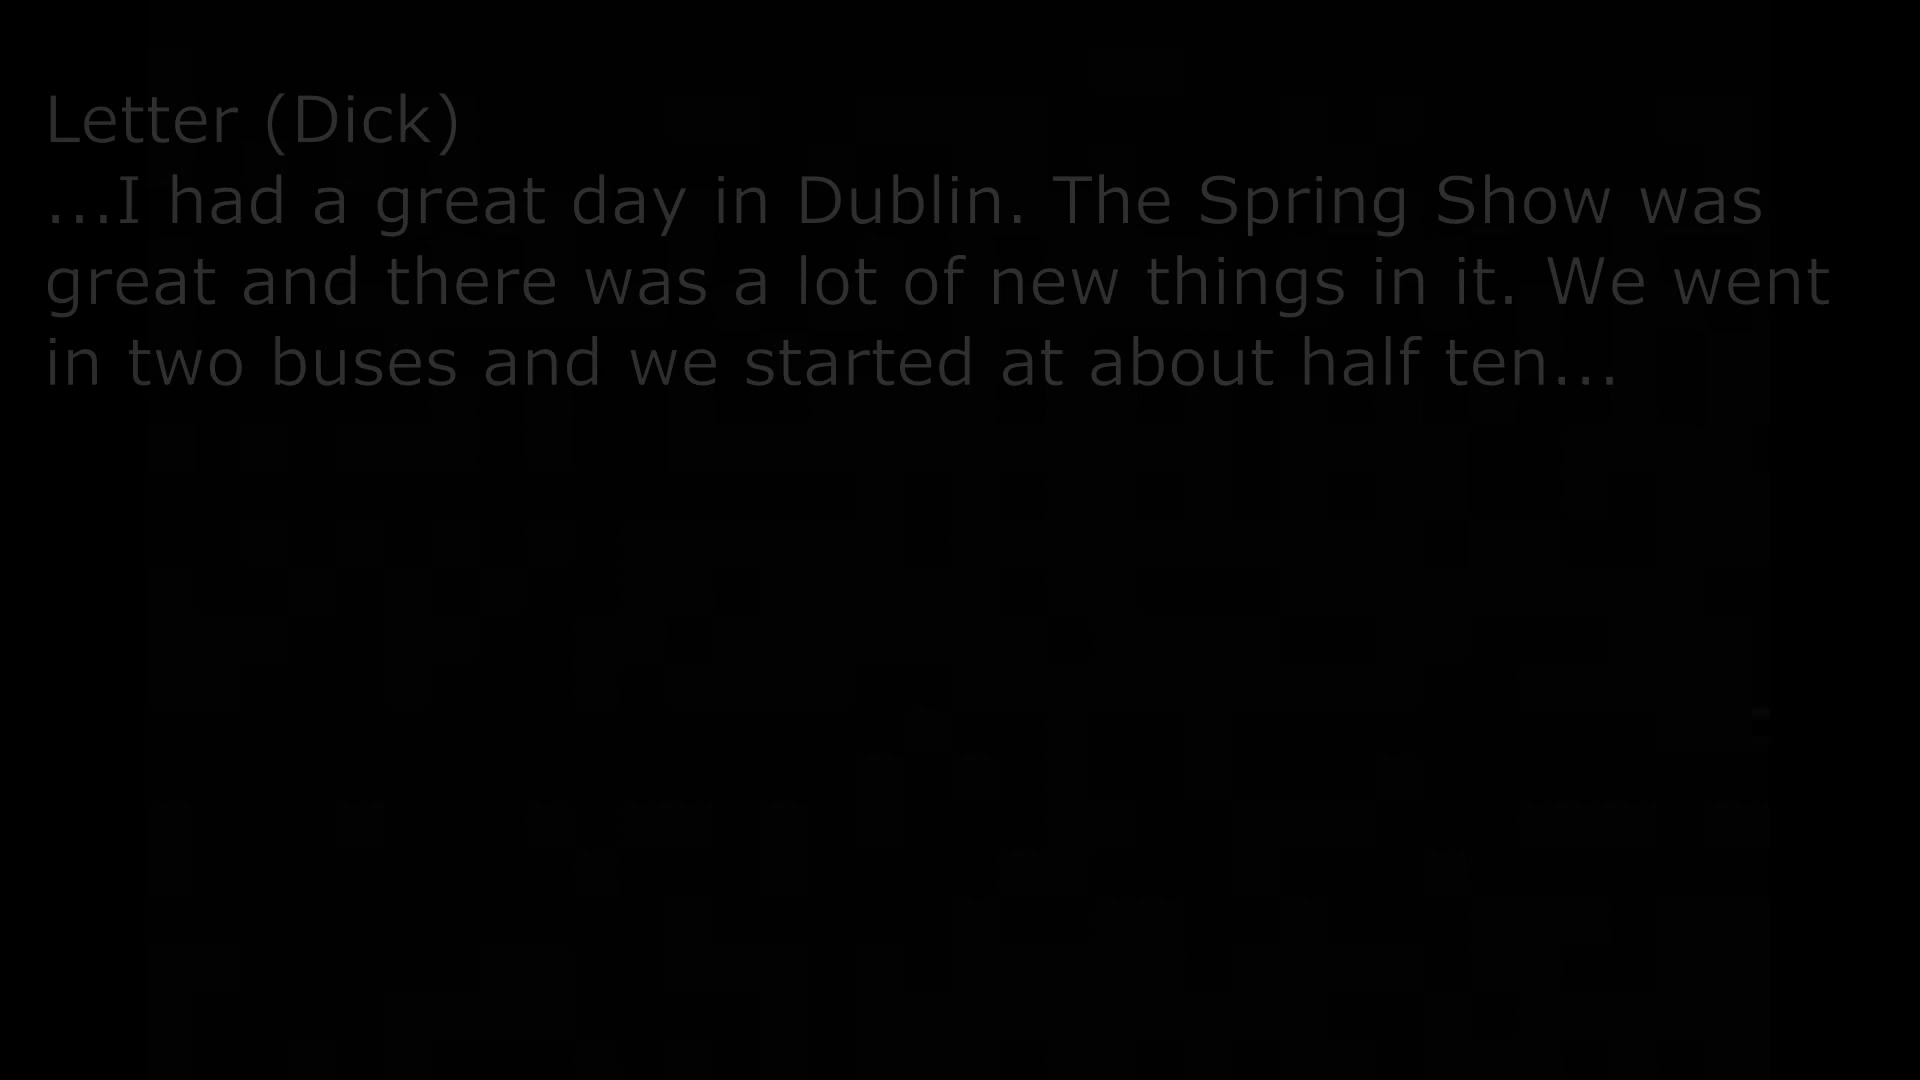 Letter (Dick)
...I had a great day in Dublin. The Spring Show was
great and there was a lot of new things in it. We went
in two buses and we started at about half ten...